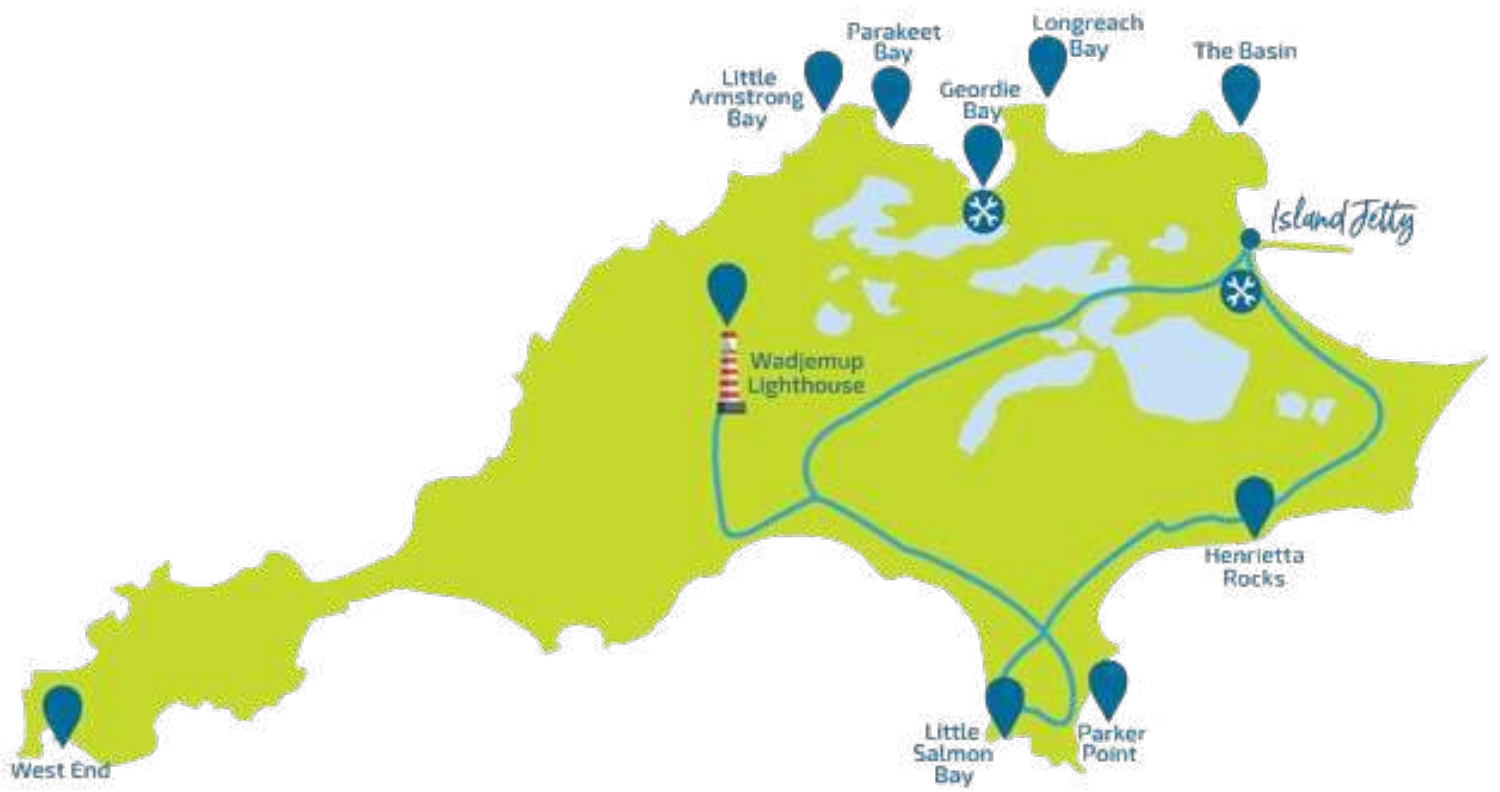 Longreach
Bay
Parakeet
Bay
The Basin
Little
Armstrong
Bay
Geordie
Bay
Island Jetty
Wadjemup
Lighthouse
Henrietta
Rocks
Little
Salmon
Bay
Parker
Point
West End